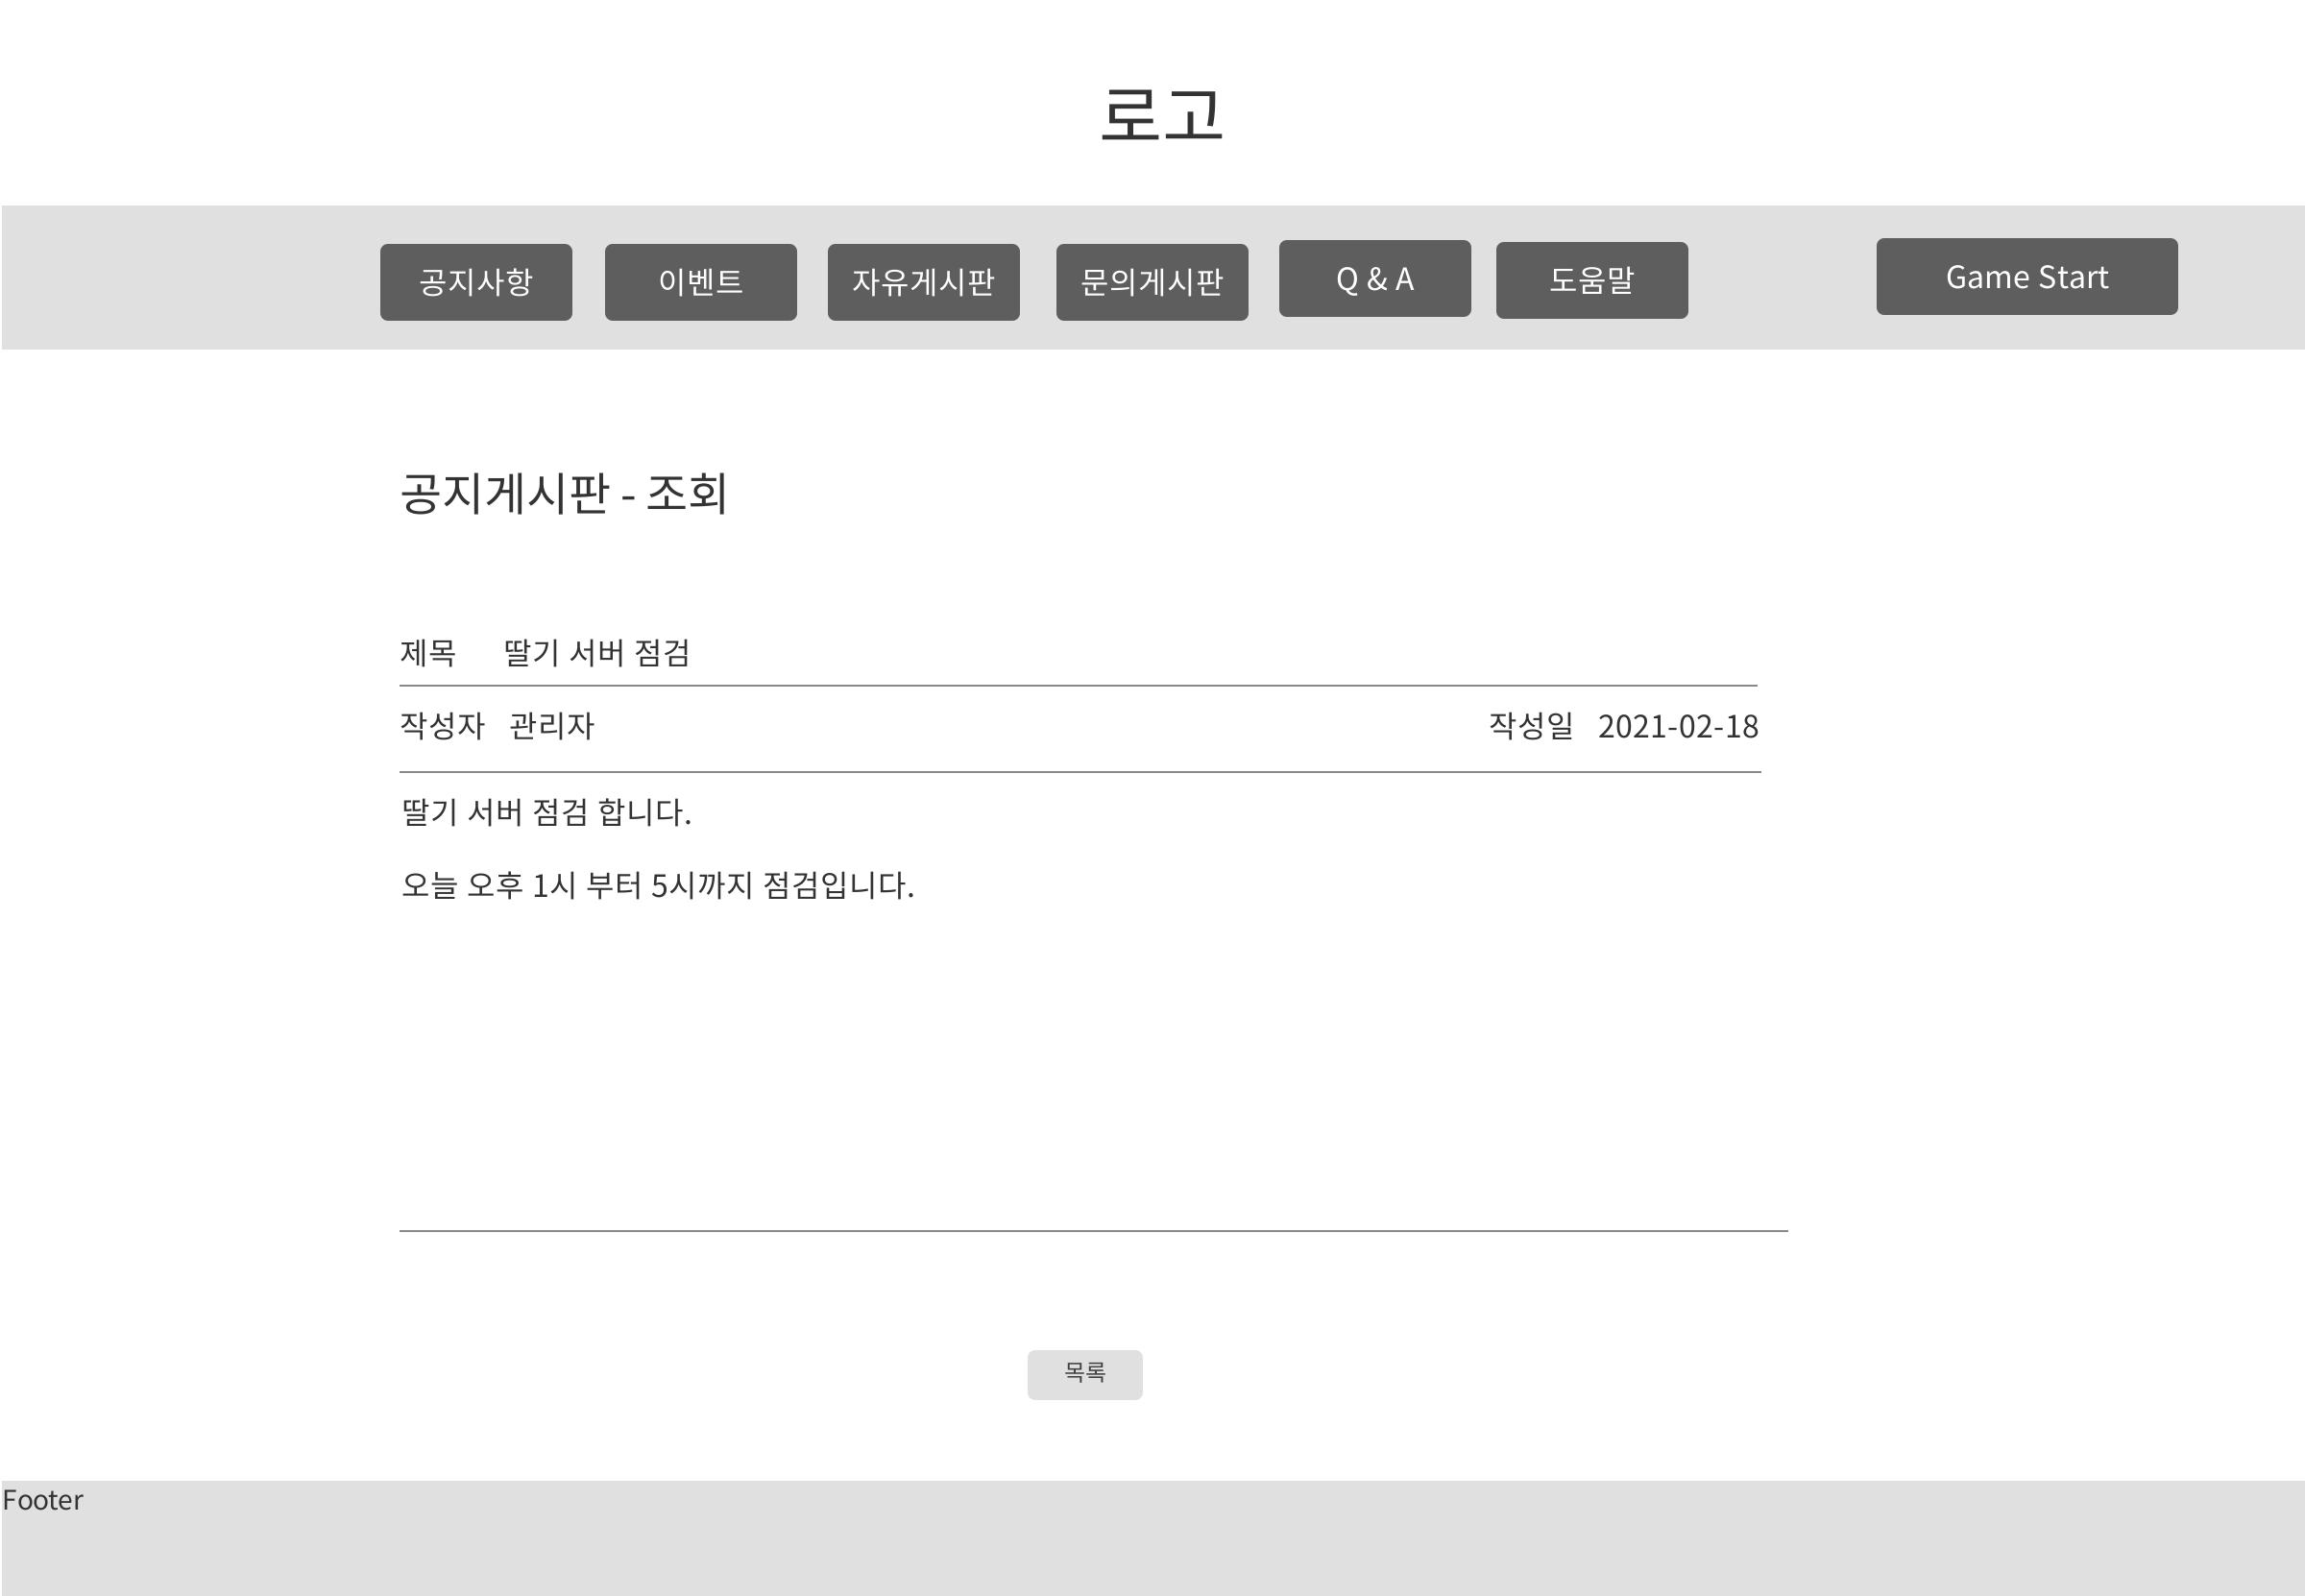 로고
공지사항 이벤트 자유게시판 문의게시판 Q & A 도움말 Game Start
공지게시판 - 조회
제목 딸기 서버 점검
작성자 관리자 작성일 2021-02-18
딸기 서버 점검 합니다.
오늘 오후 1시 부터 5시까지 점검입니다.
목록
Footer